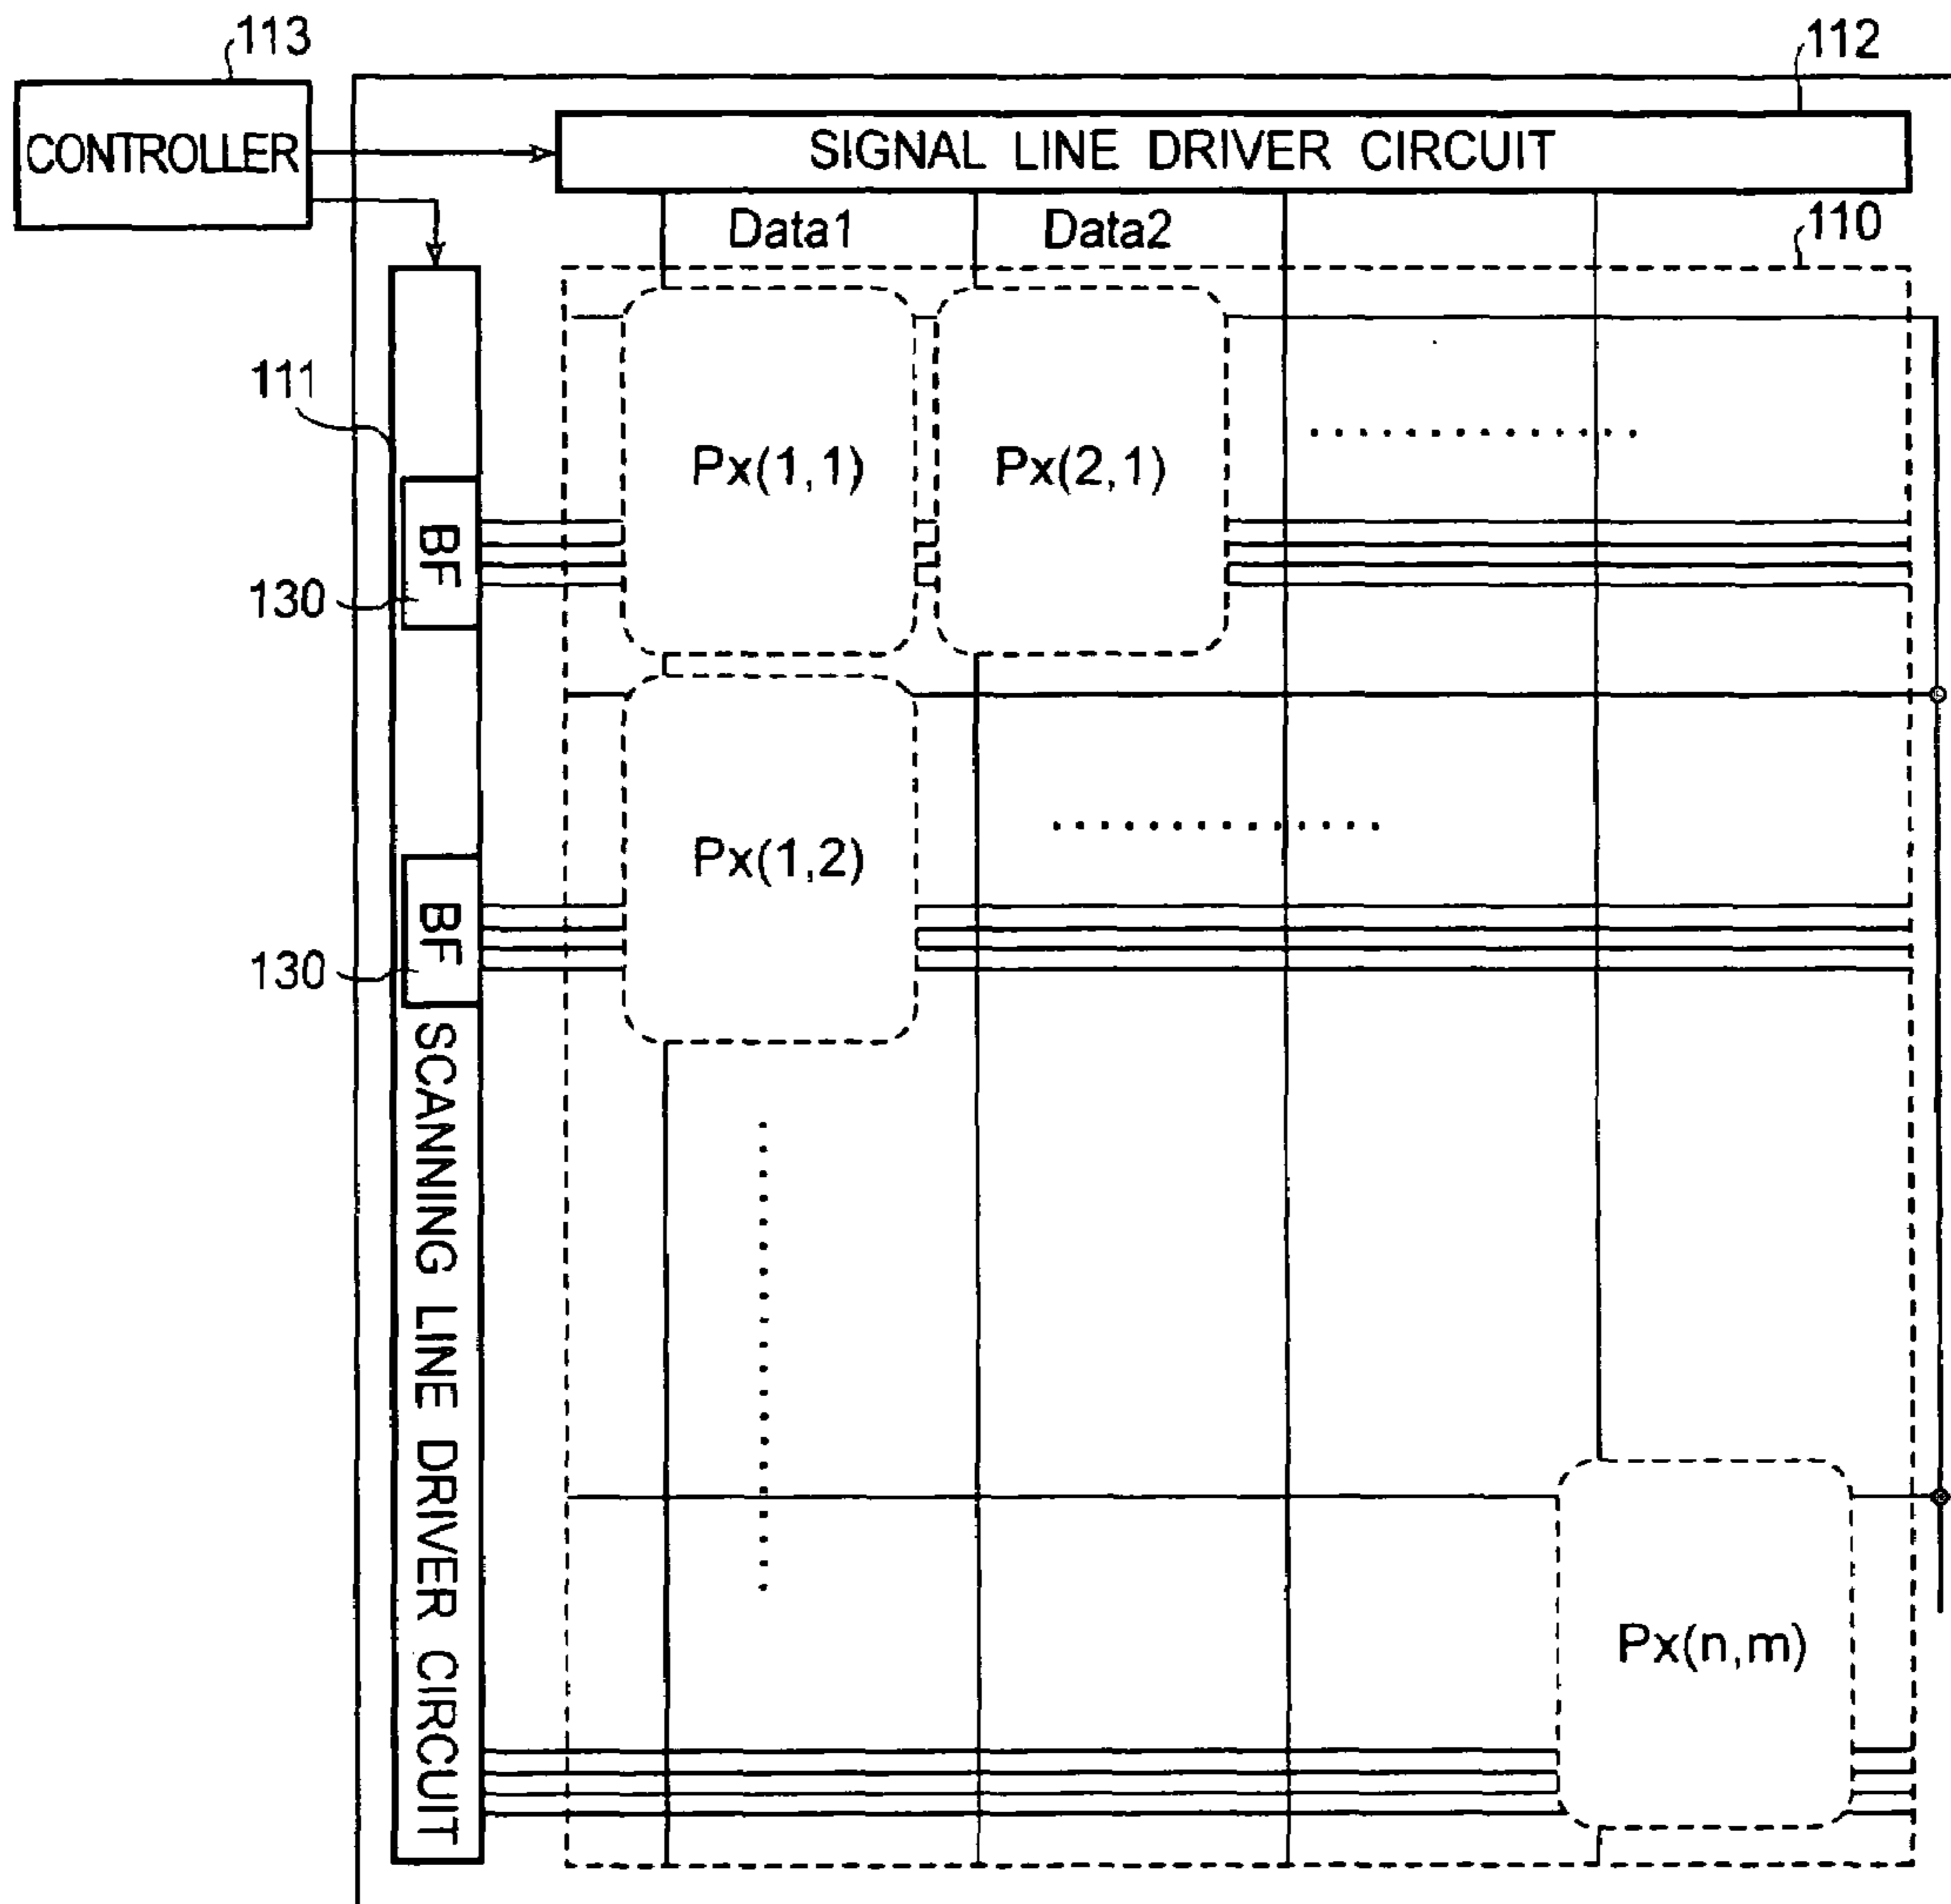 113
112
CONTROLLER
SIGNAL LINE DRIVER CIRCUIT
Data1
Data2
110
111
Px(1,1)
Px(2,1)
BF
130
Px(1,2)
BF
130
SCANNING LINE DRIVER CIRCUIT
Px(n,m)